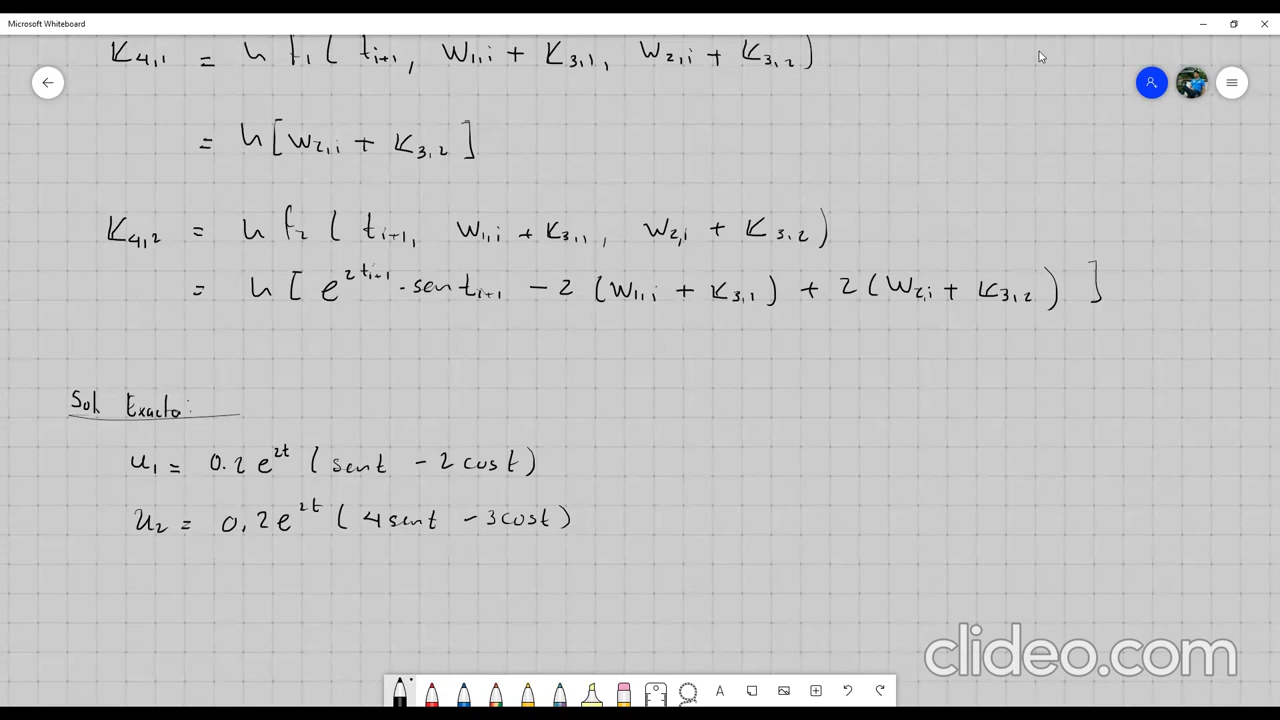 Microsoft Whiteboard
K4,1 = h f1 ( ti+1, W1,i + K3,1, W2,i + K3,2)
= h[W2,i + K3,2]
K4,2 = h f2 ( ti+1, W1,i + K3,1, W2,i + K3,2)
= h [ e^2ti+1 · sen ti+1 - 2 (W1,i + K3,1) + 2 (W2,i + K3,2) ]
Sol. Exacta:
u1 = 0.2 e^2t ( sent - 2 cost)
u2 = 0.2 e^2t ( 4 sent - 3 cost)
clideo.com
A